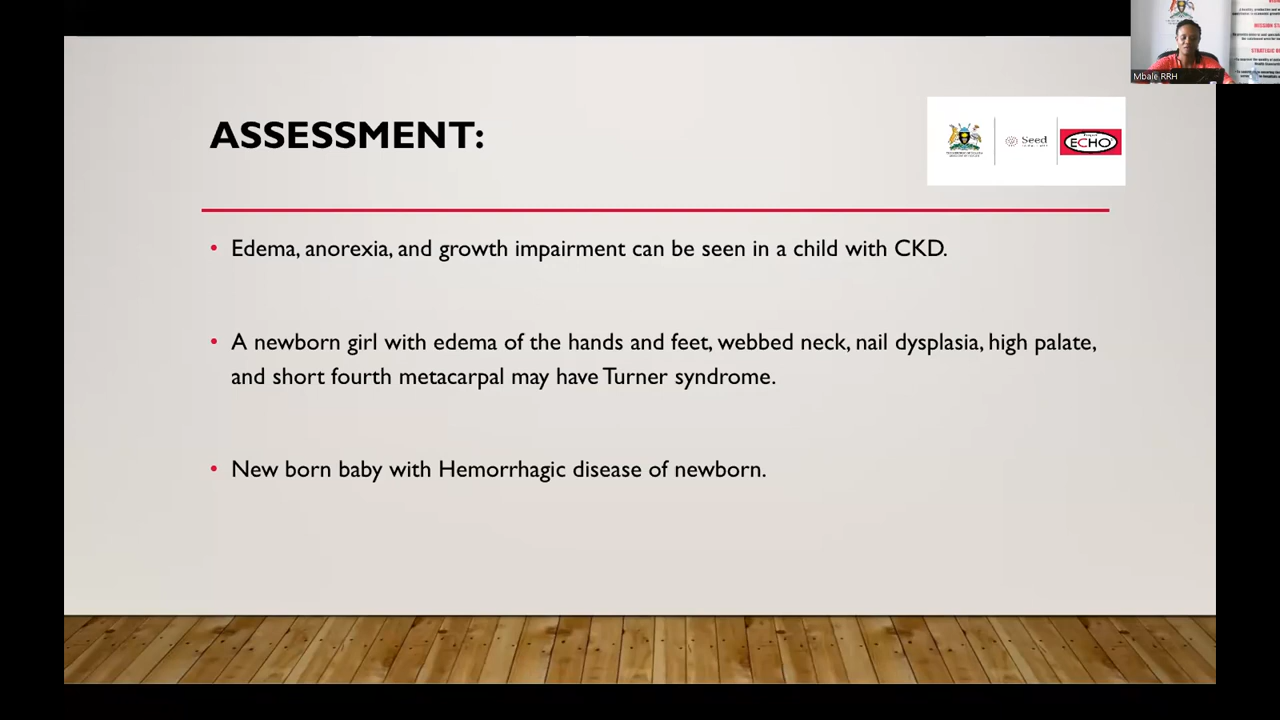 Mbale RRH
ASSESSMENT:
Seed
ECHO
• Edema, anorexia, and growth impairment can be seen in a child with CKD.
• A newborn girl with edema of the hands and feet, webbed neck, nail dysplasia, high palate,
and short fourth metacarpal may have Turner syndrome.
• New born baby with Hemorrhagic disease of newborn.